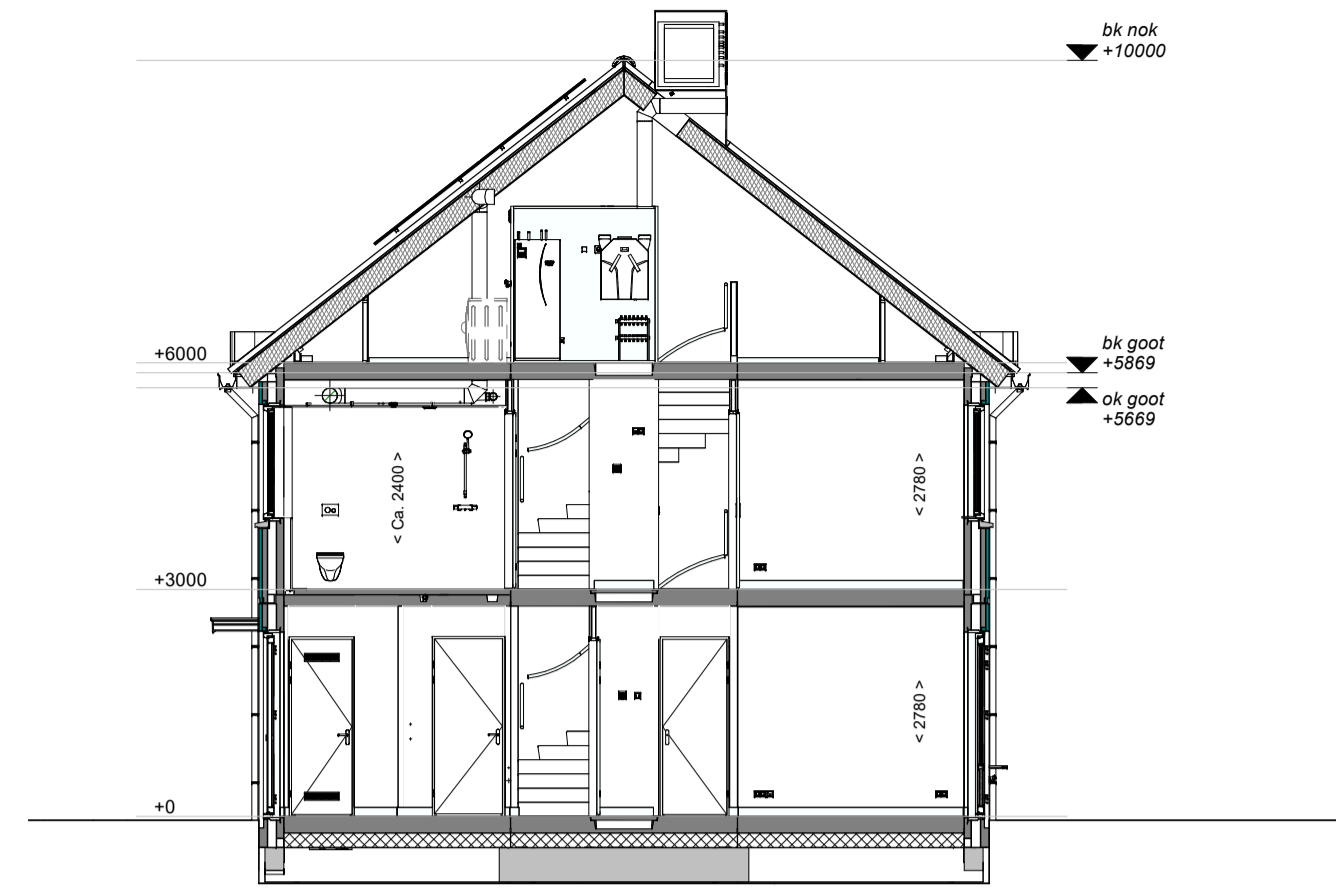 bk nok
+10000
+6000
bk goot
+5869
ok goot
+5669
< Ca. 2400 >
< 2780 >
+3000
< 2780 >
+0